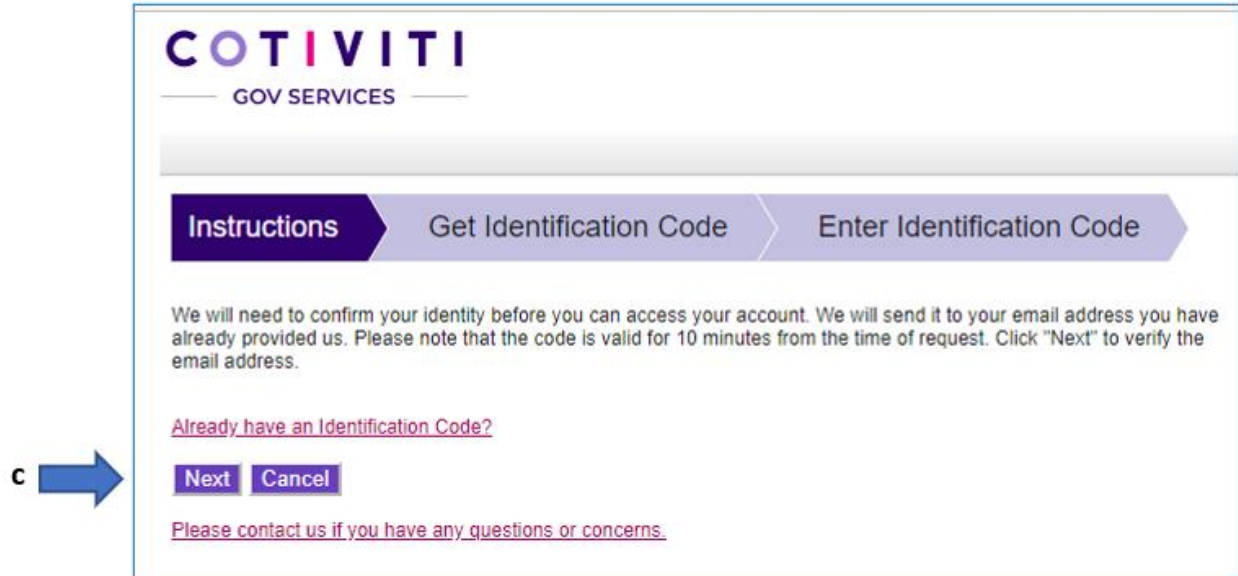 COTIVITI
GOV SERVICES
Instructions
Get Identification Code
Enter Identification Code
We will need to confirm your identity before you can access your account. We will send it to your email address you have
already provided us. Please note that the code is valid for 10 minutes from the time of request. Click "Next" to verify the
email address.
Already have an Identification Code?
c
Next Cancel
Please contact us if you have any questions or concerns.